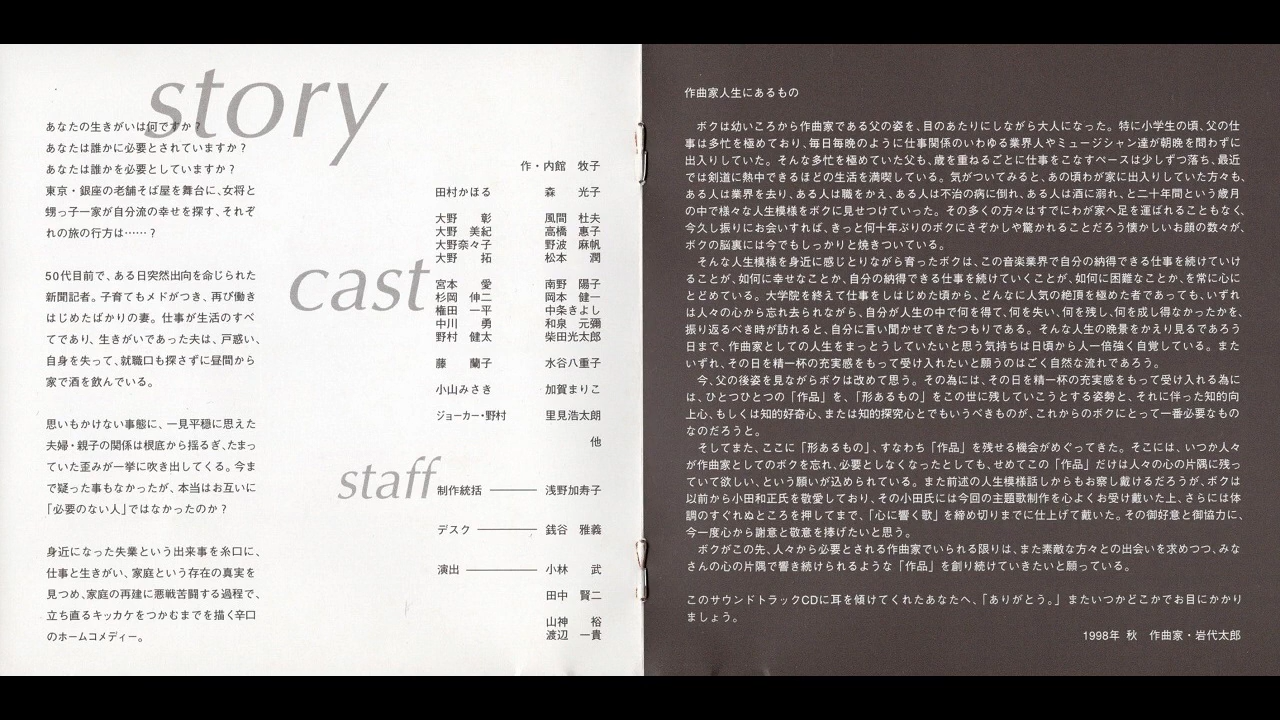 story
あなたの生きがいは何ですか?
あなたは誰かに必要とされていますか?
あなたは誰かを必要としていますか?
東京・銀座の老舗そば屋を舞台に、女将と
甥っ子一家が自分流の幸せを探す、それぞ
れの旅の行方は……?
50代目前で、ある日突然出向を命じられた
新聞記者。子育てもメドがつき、再び働き
はじめたばかりの妻。仕事が生活のすべ
てであり、生きがいであった夫は、戸惑い、
自身を失って、就職口も探さずに昼間から
家で酒を飲んでいる。
思いもかけない事態に、一見平穏に思えた
夫婦・親子の関係は根底から揺るぎ、たまっ
ていた歪みが一挙に吹き出してくる。今ま
で疑った事もなかったが、本当はお互いに
「必要のない人」ではなかったのか?
身近になった失業という出来事を糸口に、
仕事と生きがい、家庭という存在の真実を
見つめ、家庭の再建に悪戦苦闘する過程で、
立ち直るキッカケをつかむまでを描く辛口
のホームコメディー。
作・内館 牧子
cast
田村かほる 森 光子
大野 彰 風間 杜夫
大野 美紀 高橋 惠子
大野奈々子 野波 麻帆
大野 拓 松本 潤
宮本 愛 南野 陽子
杉岡 伸二 岡本 健一
権田 一平 中条きよし
中川 勇 和泉 元彌
野村 健太 柴田光太郎
藤 蘭子 水谷八重子
小山みさき 加賀まりこ
ジョーカー・野村 里見浩太朗
他
staff
制作統括 ──── 浅野加寿子
デスク ──── 銭谷 雅義
演出 ──── 小林 武
田中 賢二
山神 裕
渡辺 一貴
作曲家人生にあるもの
ボクは幼いころから作曲家である父の姿を、目のあたりにしながら大人になった。特に小学生の頃、父の仕
事は多忙を極めており、毎日毎晩のように仕事関係のいわゆる業界人やミュージシャン達が朝晩を問わずに
出入りしていた。そんな多忙を極めていた父も、歳を重ねるごとに仕事をこなすペースは少しずつ落ち、最近
では剣道に熱中できるほどの生活を満喫している。気がついてみると、あの頃わが家に出入りしていた方々も、
ある人は業界を去り、ある人は職をかえ、ある人は不治の病に倒れ、ある人は酒に溺れ、と二十年間という歳月
の中で様々な人生模様をボクに見せつけていった。その多くの方々はすでにわが家へ足を運ばれることもなく、
今久し振りにお会いすれば、きっと何十年ぶりのボクにさぞかしや驚かれることだろう懐かしいお顔の数々が、
ボクの脳裏には今でもしっかりと焼きついている。
そんな人生模様を身近に感じとりながら育ったボクは、この音楽業界で自分の納得できる仕事を続けていけ
ることが、如何に幸せなことか、自分の納得できる仕事を続けていくことが、如何に困難なことか、を常に心に
とどめている。大学院を終えて仕事をしはじめた頃から、どんなに人気の絶頂を極めた者であっても、いずれ
は人々の心から忘れ去られながら、自分が人生の中で何を得て、何を失い、何を残し、何を成し得なかったかを、
振り返るべき時が訪れると、自分に言い聞かせてきたつもりである。そんな人生の晩景をかえり見るであろう
日まで、作曲家としての人生をまっとうしていたいと思う気持ちは日頃から人一倍強く自覚している。また
いずれ、その日を精一杯の充実感をもって受け入れたいと願うのはごく自然な流れであろう。
今、父の後姿を見ながらボクは改めて思う。その為には、その日を精一杯の充実感をもって受け入れる為に
は、ひとつひとつの「作品」を、「形あるもの」をこの世に残していこうとする姿勢と、それに伴った知的向
上心、もしくは知的好奇心、または知的探究心とでもいうべきものが、これからのボクにとって一番必要なもの
なのだろうと。
そしてまた、ここに「形あるもの」、すなわち「作品」を残せる機会がめぐってきた。そこには、いつか人々
が作曲家としてのボクを忘れ、必要としなくなったとしても、せめてこの「作品」だけは人々の心の片隅に残っ
ていて欲しい、という願いが込められている。また前述の人生模様話しからもお察し戴けるだろうが、ボクは
以前から小田和正氏を敬愛しており、その小田氏には今回の主題歌制作を心よくお受け戴いた上、さらには体
調のすぐれぬところを押してまで、「心に響く歌」を締め切りまでに仕上げて戴いた。その御好意と御協力に、
今一度心から謝意と敬意を捧げたいと思う。
ボクがこの先、人々から必要とされる作曲家でいられる限りは、また素敵な方々との出会いを求めつつ、みな
さんの心の片隅で響き続けられるような「作品」を創り続けていきたいと願っている。
このサウンドトラックCDに耳を傾けてくれたあなたへ、「ありがとう。」またいつかどこかでお目にかかり
ましょう。
1998年 秋 作曲家・岩代太郎